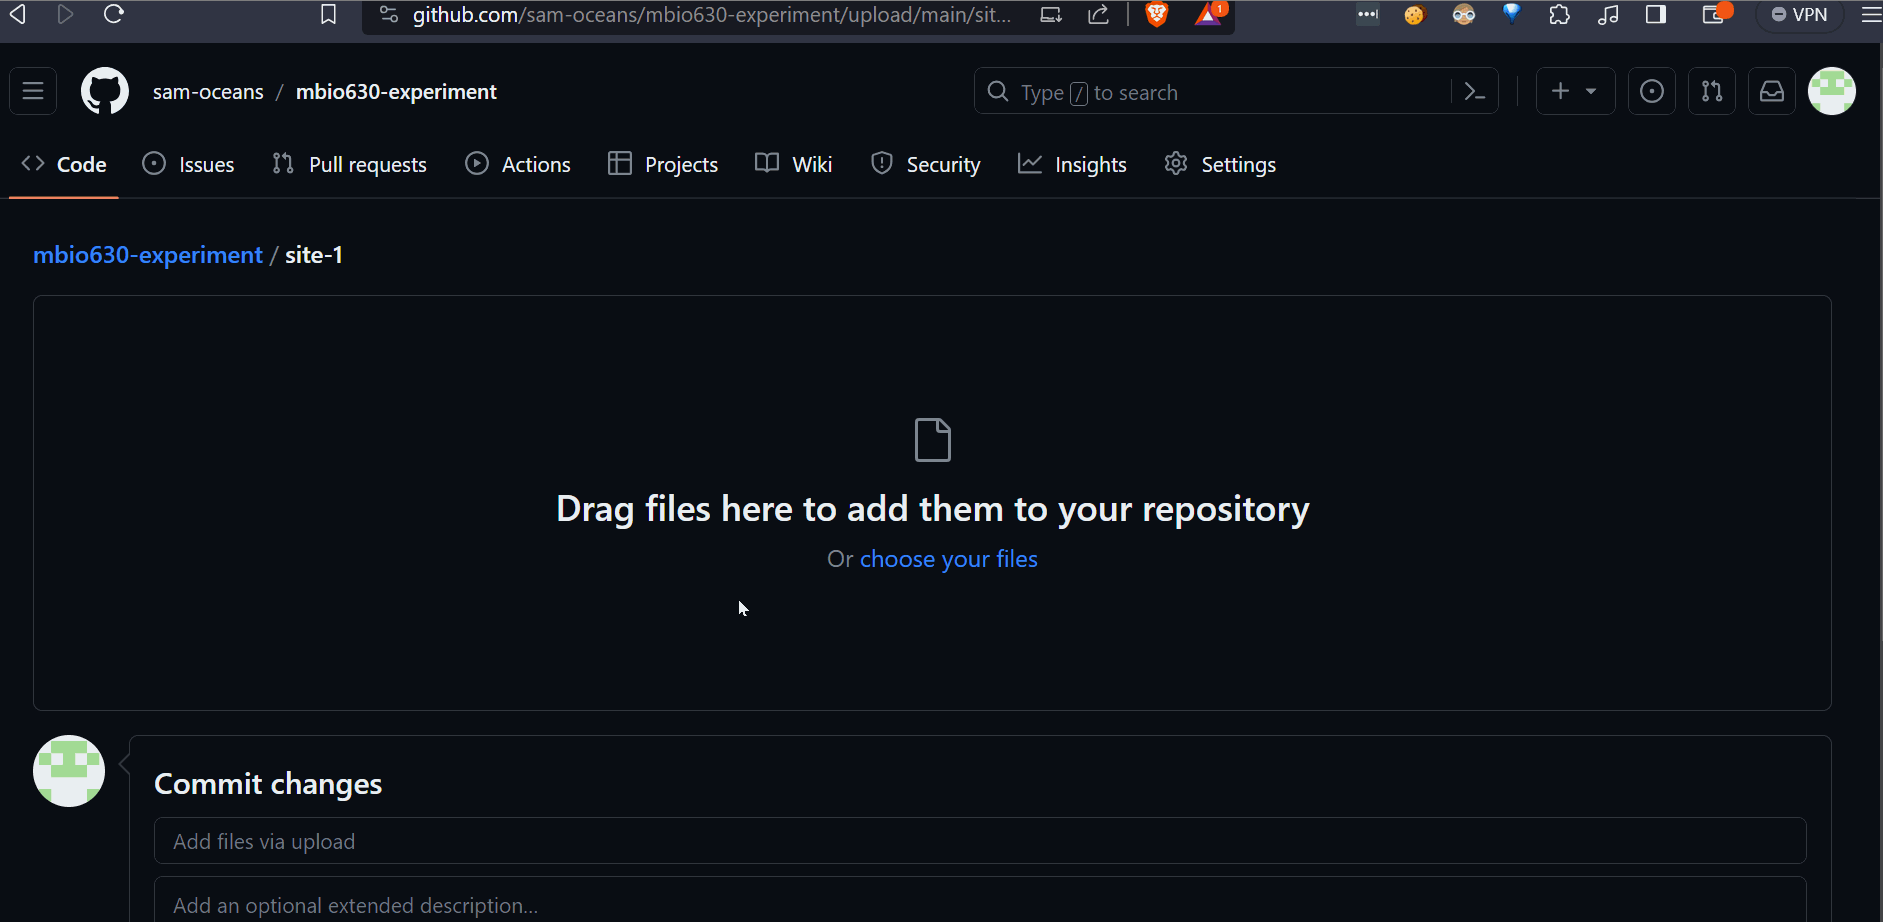 github.com/sam-oceans/mbio630-experiment/upload/main/sit...
1
VPN
sam-oceans / mbio630-experiment
Type / to search
Code
Issues
Pull requests
Actions
Projects
Wiki
Security
Insights
Settings
mbio630-experiment / site-1
Drag files here to add them to your repository
Or choose your files
Commit changes
Add files via upload
Add an optional extended description...